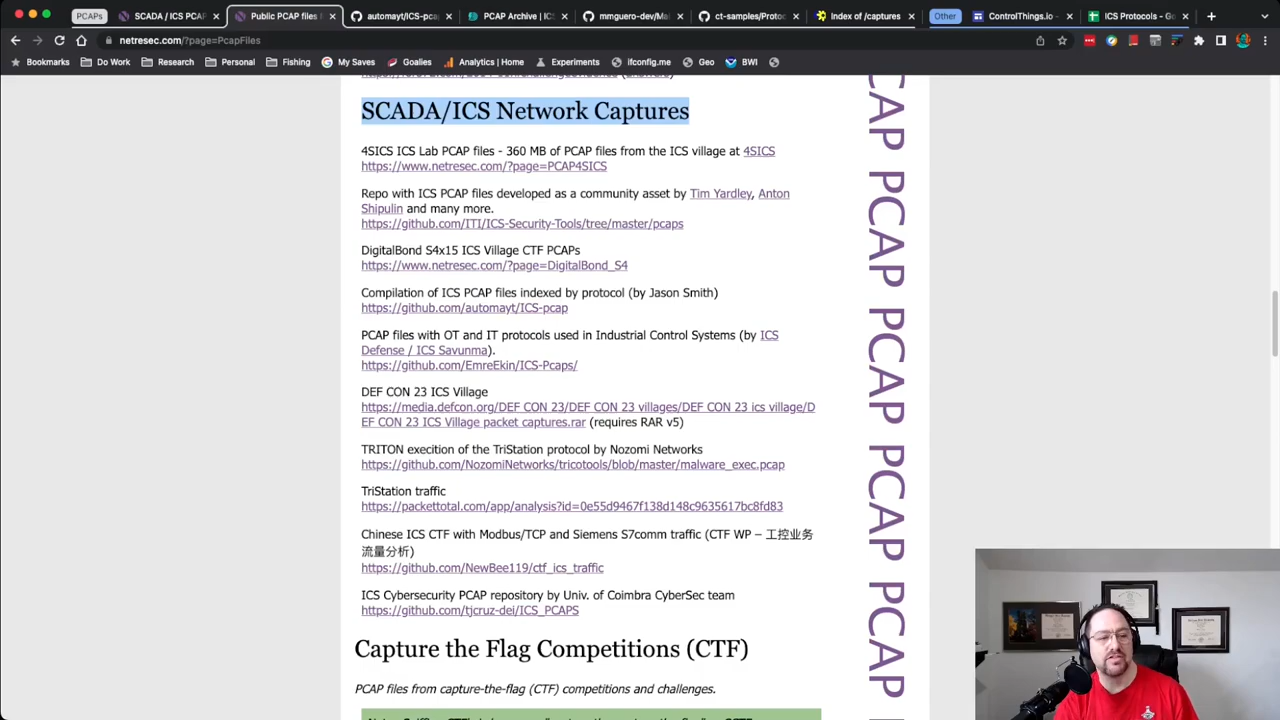 PCAPs
SCADA / ICS PCAP
Public PCAP files
automayt/ICS-pca
PCAP Archive | ICS
mmguero-dev/Ma
ct-samples/Proto
Index of /captures
Other
ControlThings.io -
ICS Protocols - Go
netresec.com/?page=PcapFiles
Bookmarks
Do Work
Research
Personal
Fishing
My Saves
Goalies
Analytics | Home
Experiments
ifconfig.me
Geo
BWI
SCADA/ICS Network Captures
4SICS ICS Lab PCAP files - 360 MB of PCAP files from the ICS village at 4SICS
https://www.netresec.com/?page=PCAP4SICS
Repo with ICS PCAP files developed as a community asset by Tim Yardley, Anton
Shipulin and many more.
https://github.com/ITI/ICS-Security-Tools/tree/master/pcaps
DigitalBond S4x15 ICS Village CTF PCAPs
https://www.netresec.com/?page=DigitalBond_S4
Compilation of ICS PCAP files indexed by protocol (by Jason Smith)
https://github.com/automayt/ICS-pcap
PCAP files with OT and IT protocols used in Industrial Control Systems (by ICS
Defense / ICS Savunma).
https://github.com/EmreEkin/ICS-Pcaps/
DEF CON 23 ICS Village
https://media.defcon.org/DEF CON 23/DEF CON 23 villages/DEF CON 23 ics village/D
EF CON 23 ICS Village packet captures.rar (requires RAR v5)
TRITON execition of the TriStation protocol by Nozomi Networks
https://github.com/NozomiNetworks/tricotools/blob/master/malware_exec.pcap
TriStation traffic
https://packettotal.com/app/analysis?id=0e55d9467f138d148c9635617bc8fd83
Chinese ICS CTF with Modbus/TCP and Siemens S7comm traffic (CTF WP – 工控业务
流量分析)
https://github.com/NewBee119/ctf_ics_traffic
ICS Cybersecurity PCAP repository by Univ. of Coimbra CyberSec team
https://github.com/tjcruz-dei/ICS_PCAPS
Capture the Flag Competitions (CTF)
PCAP files from capture-the-flag (CTF) competitions and challenges.
CAP PCAP PCAP PCAP PCAP